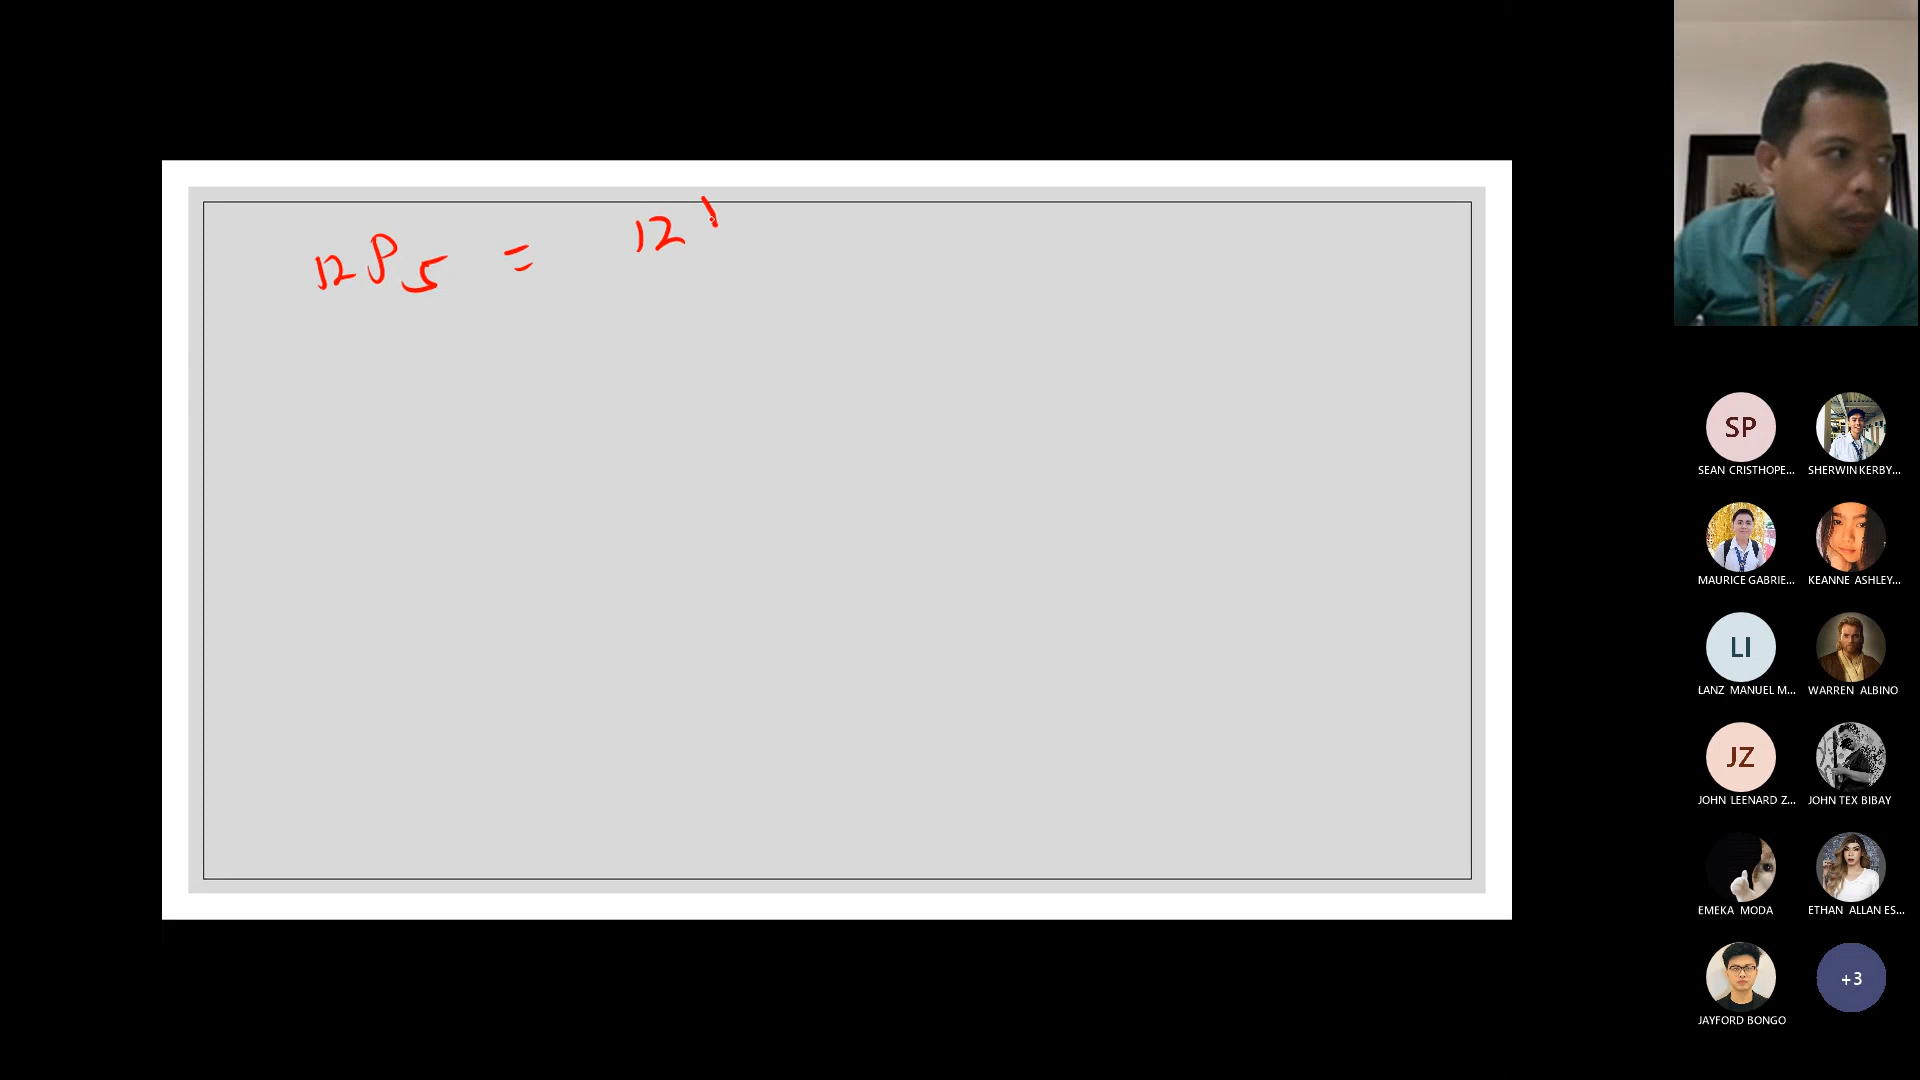 12P5 = 12!
SP
SEAN CRISTHOPE...
SHERWIN KERBY...
MAURICE GABRIE...
KEANNE ASHLEY...
LI
LANZ MANUEL M...
WARREN ALBINO
JZ
JOHN LEENARD Z...
JOHN TEX BIBAY
EMEKA MODA
ETHAN ALLAN ES...
JAYFORD BONGO
+3